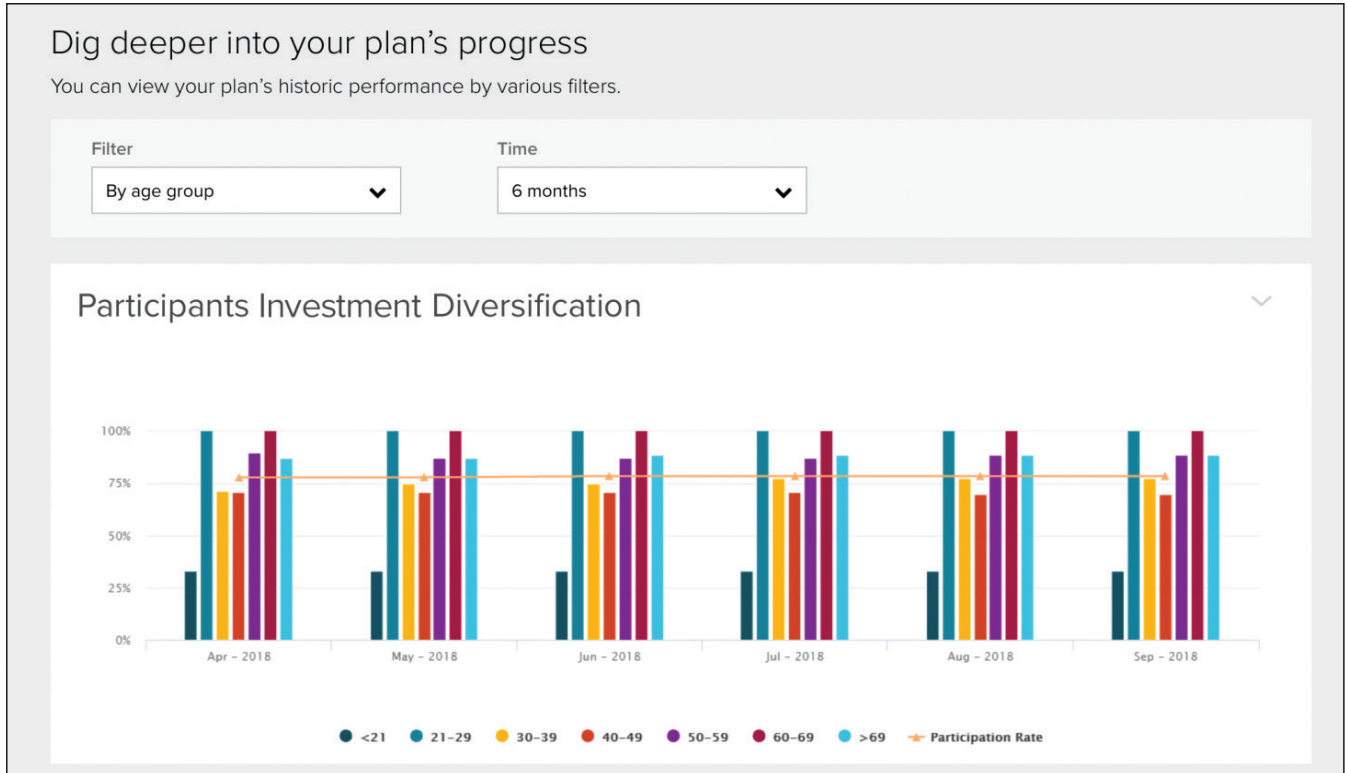 Dig deeper into your plan’s progress
You can view your plan’s historic performance by various filters.
Filter Time
By age group 6 months
Participants Investment Diversification
100%
75%
50%
25%
0%
Apr – 2018 May – 2018 Jun – 2018 Jul – 2018 Aug – 2018 Sep – 2018
<21 21–29 30–39 40–49 50–59 60–69 >69 Participation Rate